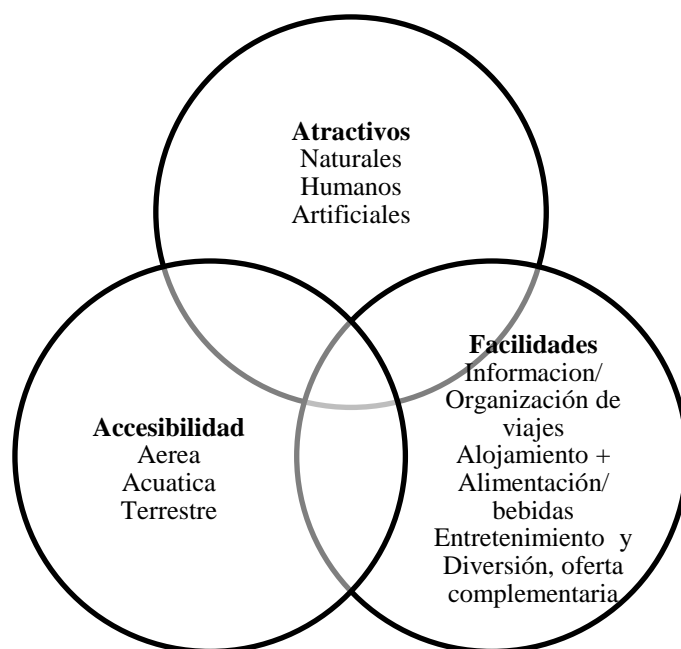 Atractivos
Naturales
Humanos
Artificiales
Accesibilidad
Aerea
Acuatica
Terrestre
Facilidades
Informacion/
Organización de
viajes
Alojamiento +
Alimentación/
bebidas
Entretenimiento y
Diversión, oferta
complementaria